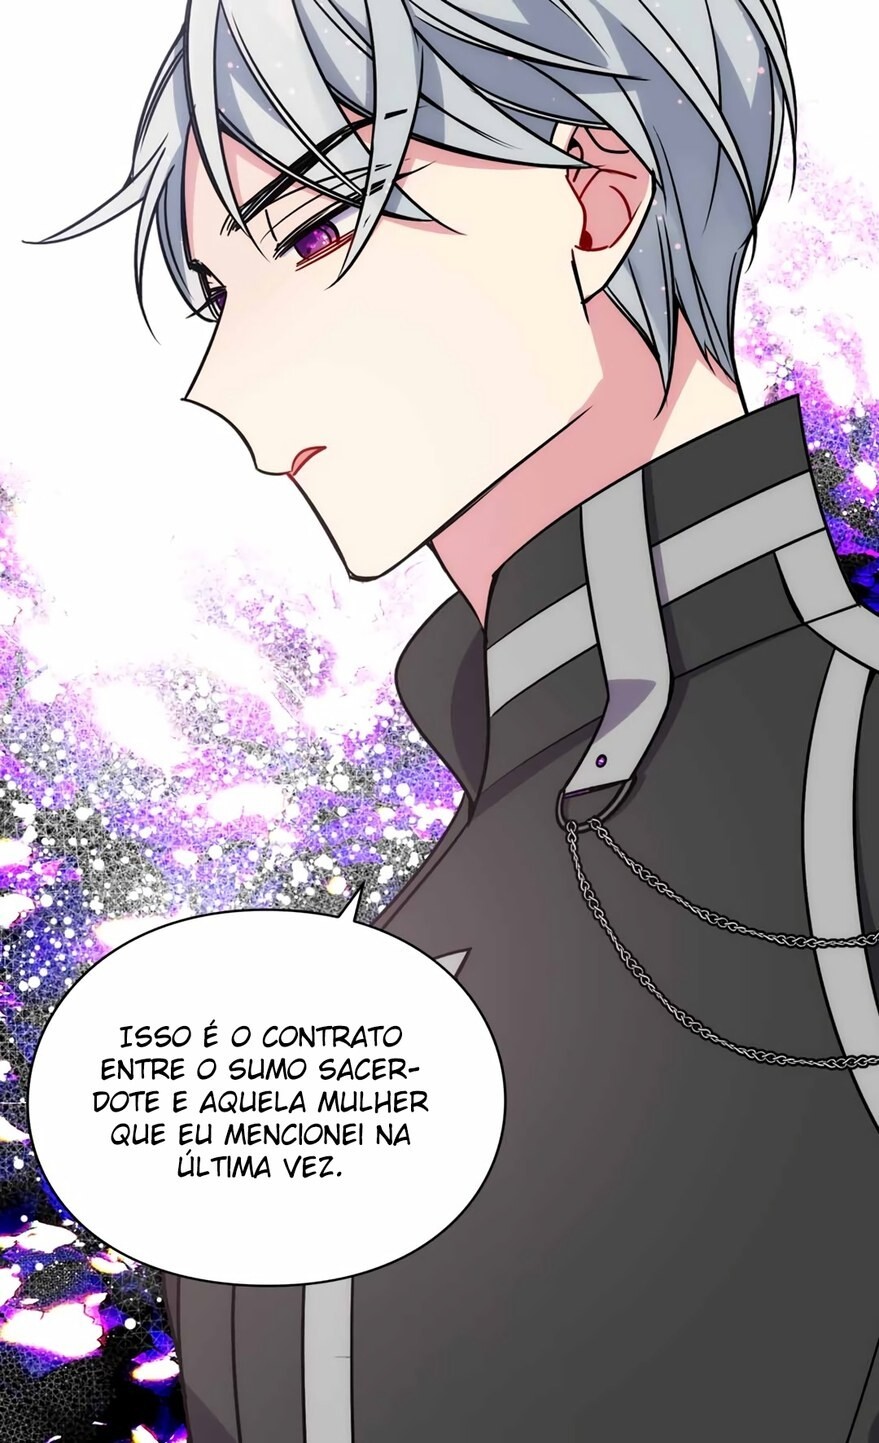 ISSO É O CONTRATO
ENTRE O SUMO SACER-
DOTE E AQUELA MULHER
QUE EU MENCIONEI NA
ÚLTIMA VEZ.